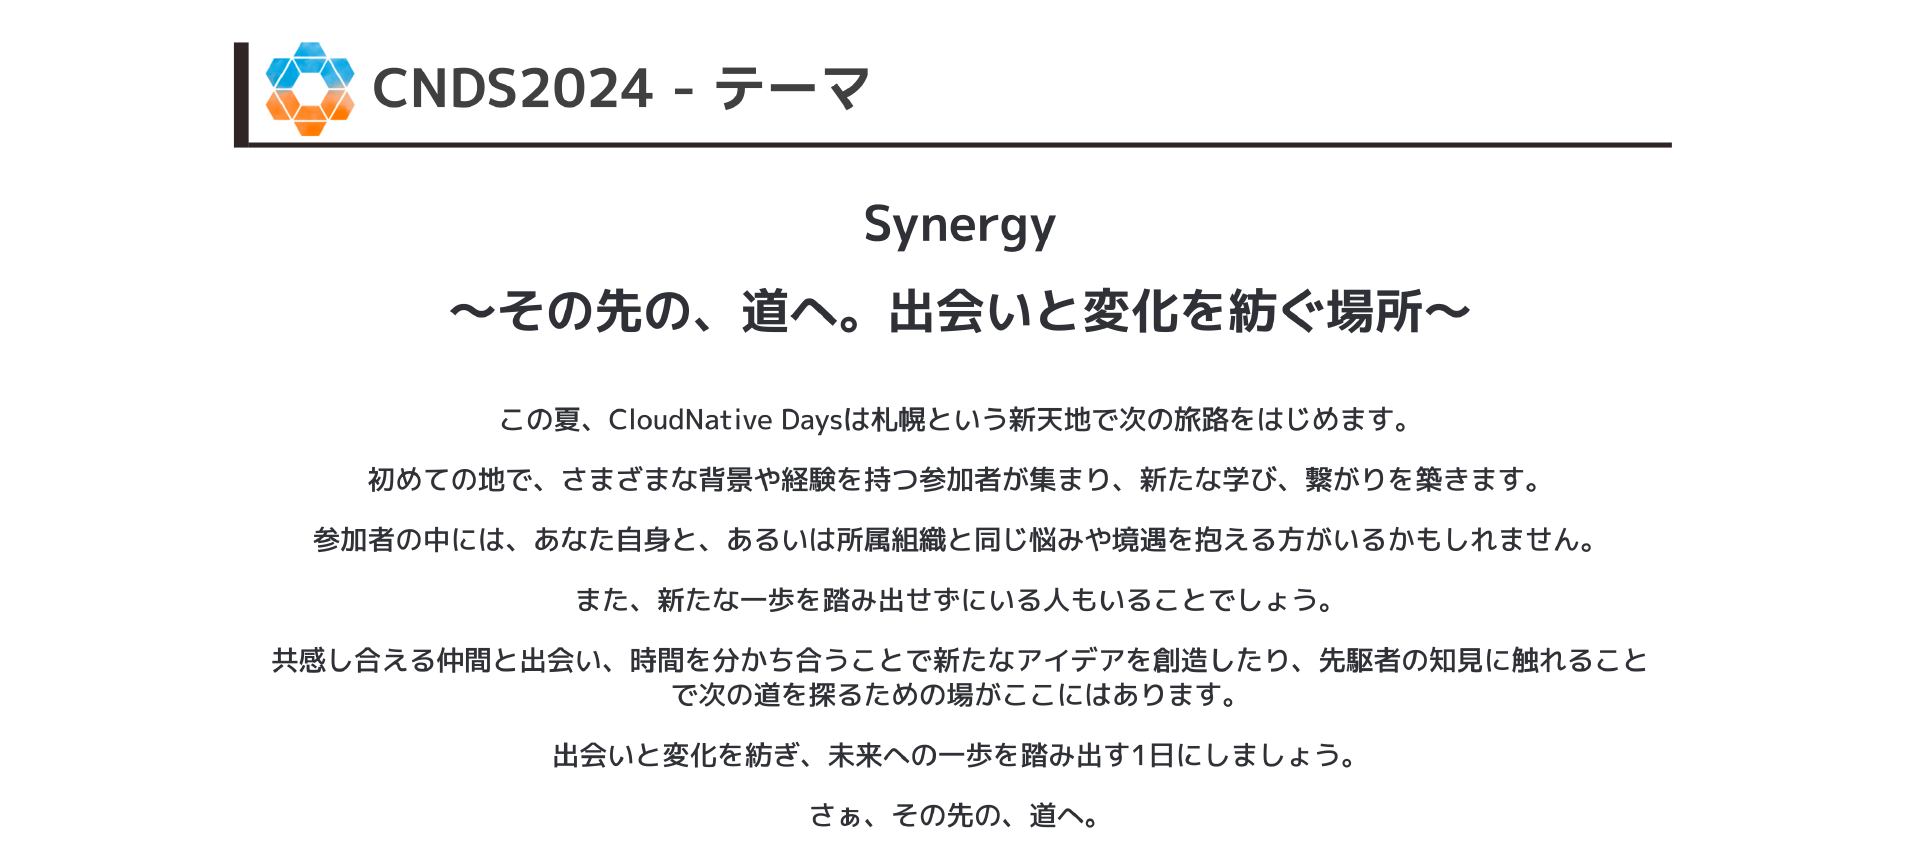 CNDS2024 - テーマ
Synergy
〜その先の、道へ。出会いと変化を紡ぐ場所〜
この夏、CloudNative Daysは札幌という新天地で次の旅路をはじめます。
初めての地で、さまざまな背景や経験を持つ参加者が集まり、新たな学び、繋がりを築きます。
参加者の中には、あなた自身と、あるいは所属組織と同じ悩みや境遇を抱える方がいるかもしれません。
また、新たな一歩を踏み出せずにいる人もいることでしょう。
共感し合える仲間と出会い、時間を分かち合うことで新たなアイデアを創造したり、先駆者の知見に触れること
で次の道を探るための場がここにはあります。
出会いと変化を紡ぎ、未来への一歩を踏み出す1日にしましょう。
さぁ、その先の、道へ。